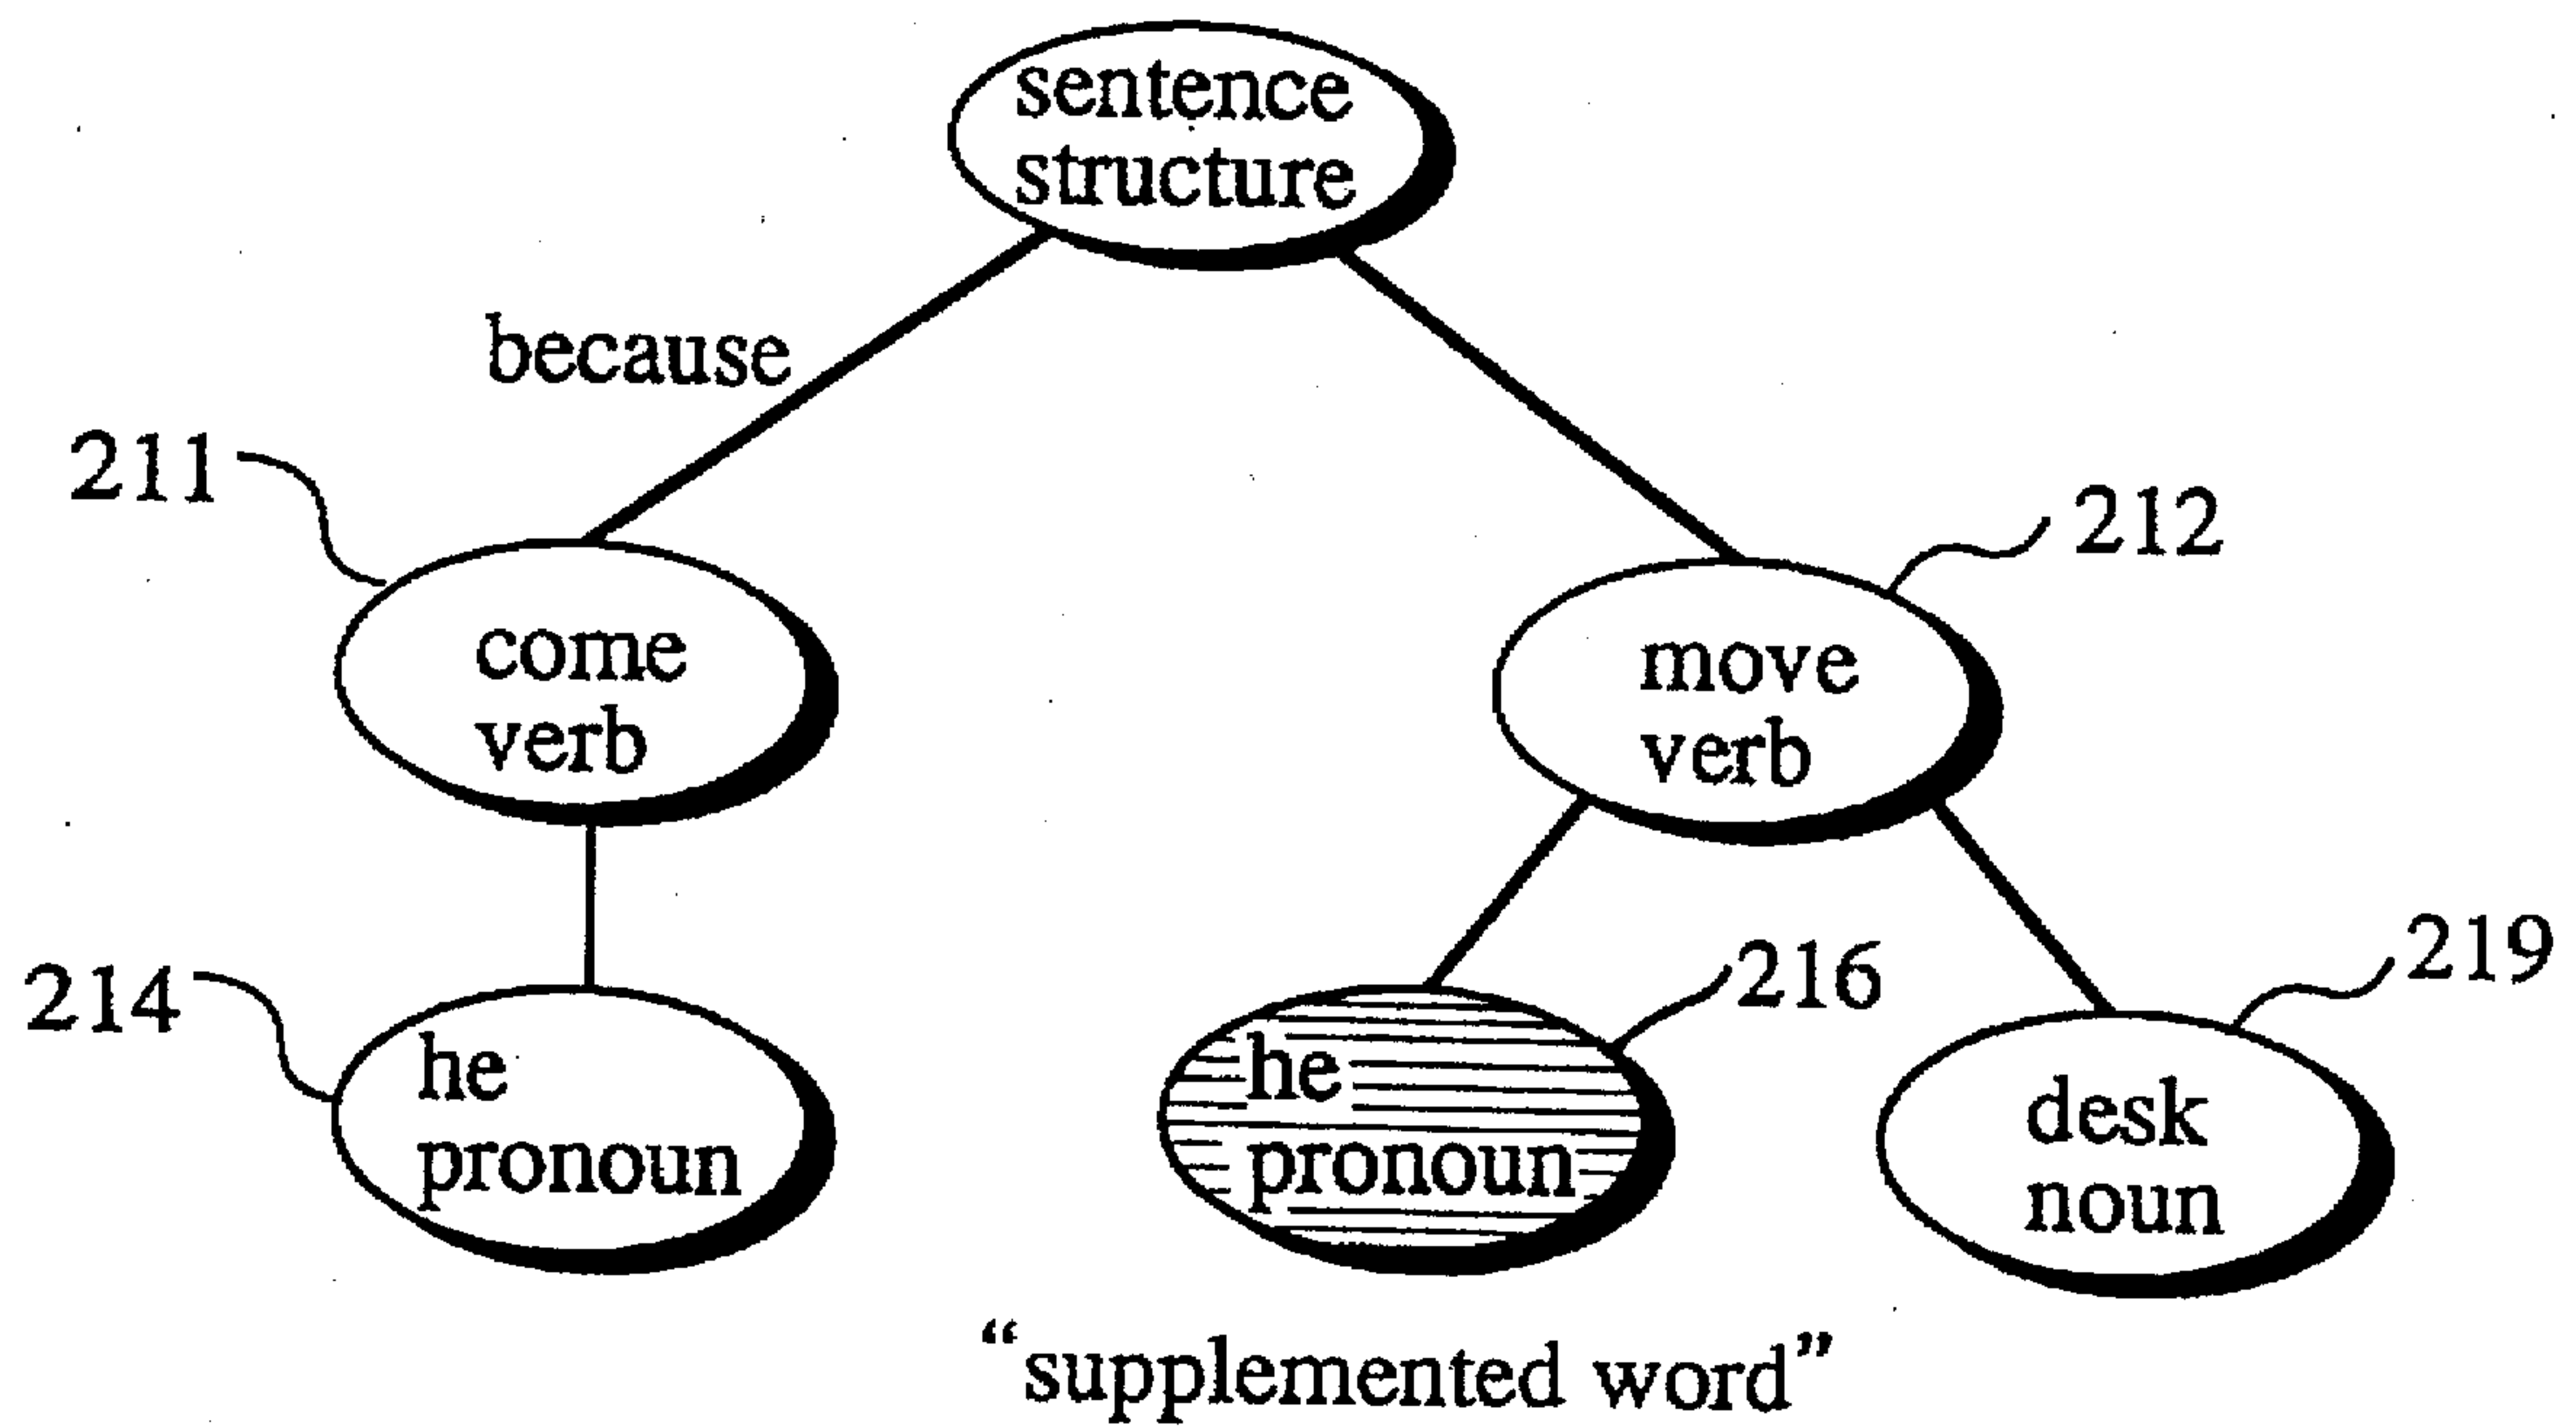 sentence
structure
because
211
212
come
verb
move
verb
214
216
219
he
pronoun
he
pronoun
desk
noun
“supplemented word”